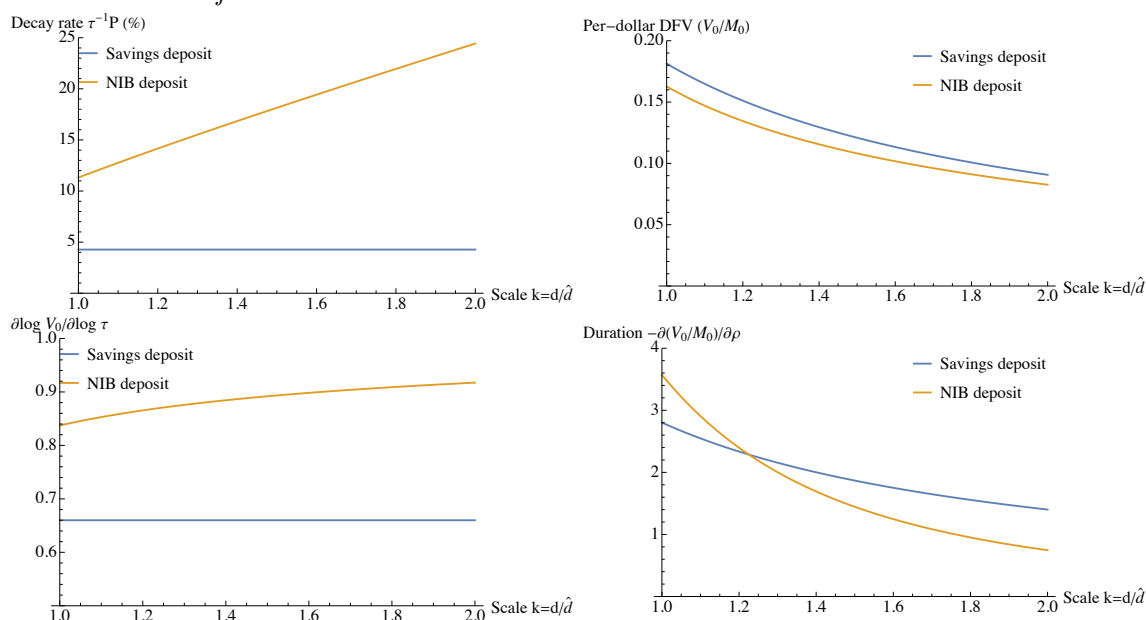 Decay rate τ⁻¹P (%)
25
20
15
10
5
1.0 1.2 1.4 1.6 1.8 2.0
Scale k=d/d̂
Savings deposit
NIB deposit
Per-dollar DFV (V₀/M₀)
0.20
0.15
0.10
0.05
1.0 1.2 1.4 1.6 1.8 2.0
Scale k=d/d̂
Savings deposit
NIB deposit
∂log V₀/∂log τ
1.0
0.9
0.8
0.7
0.6
1.0 1.2 1.4 1.6 1.8 2.0
Scale k=d/d̂
Savings deposit
NIB deposit
Duration −∂(V₀/M₀)/∂ρ
4
3
2
1
1.0 1.2 1.4 1.6 1.8 2.0
Scale k=d/d̂
Savings deposit
NIB deposit